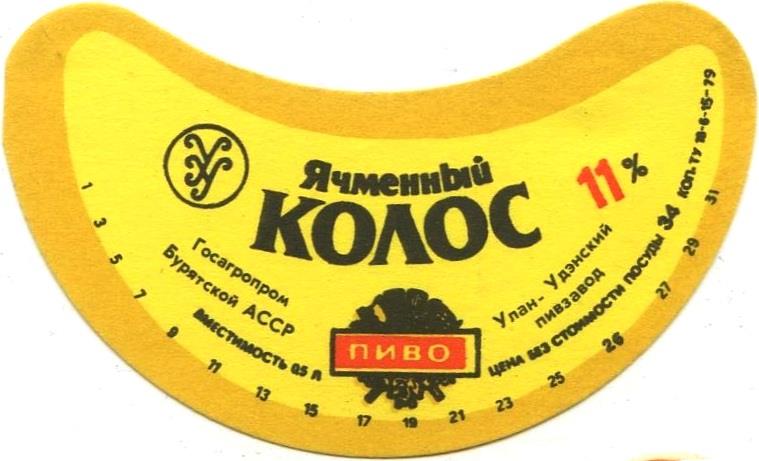 Ячменный
КОЛОС
11%
Госагропром
Бурятской АССР
Улан-Удэнский
пивзавод
ВМЕСТИМОСТЬ 0,5 Л
ПИВО
ЦЕНА БЕЗ СТОИМОСТИ ПОСУДЫ 34 КОП. ТУ 18-6-15-79
1 3 5 7 9 11 13 15 17 19 21 23 25 26 27 29 31